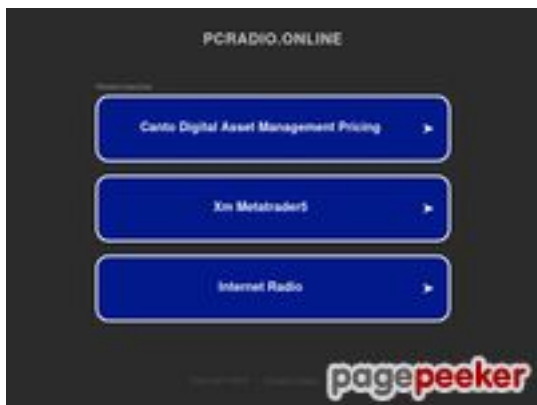 PCRADIO.ONLINE
Canto Digital Asset Management Pricing
Xm Metatrader5
Internet Radio
pagepeeker